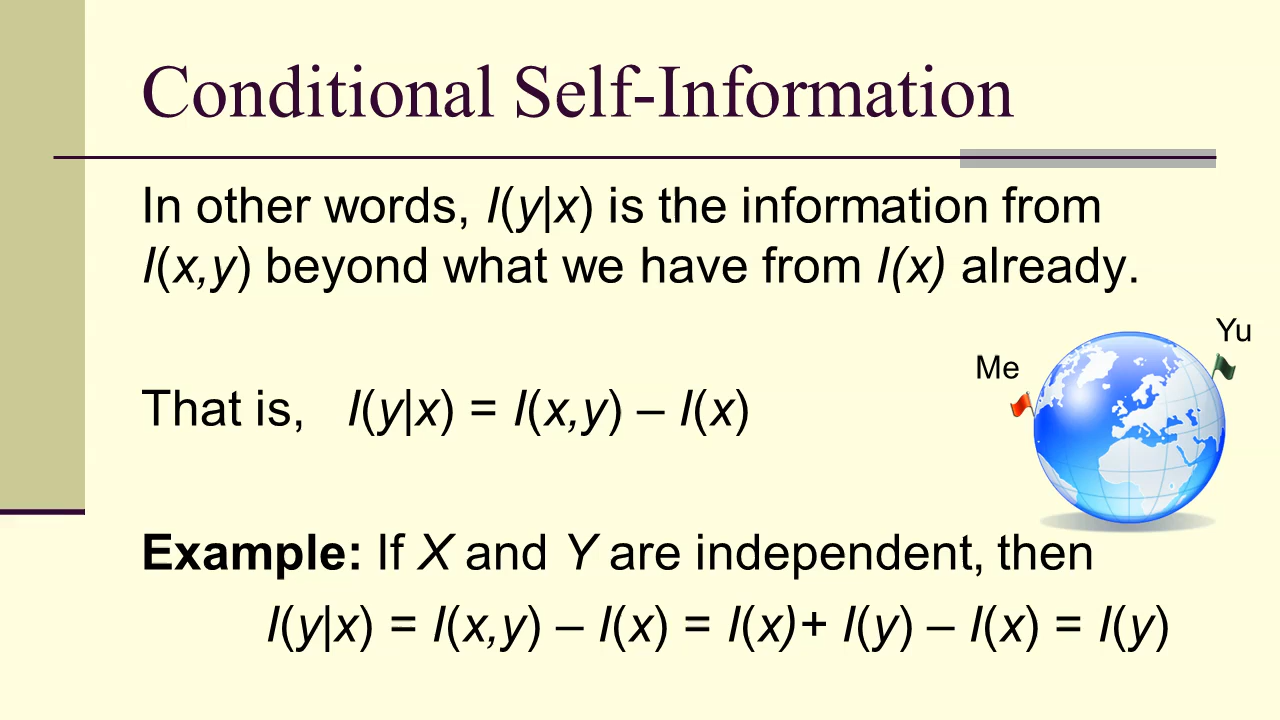 Conditional Self-Information
In other words, I(y|x) is the information from
I(x,y) beyond what we have from I(x) already.
Yu
Me
That is, I(y|x) = I(x,y) – I(x)
Example: If X and Y are independent, then
I(y|x) = I(x,y) – I(x) = I(x)+ I(y) – I(x) = I(y)